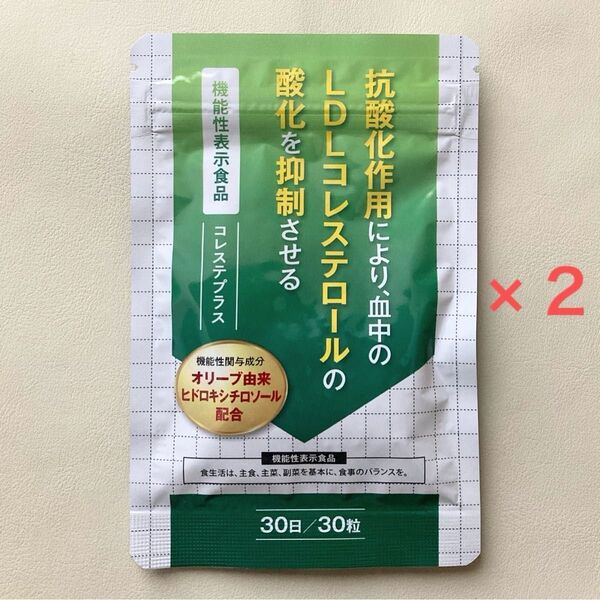 抗酸化作用により、血中の
LDLコレステロールの
酸化を抑制させる
機能性表示食品
コレステプラス
機能性関与成分
オリーブ由来
ヒドロキシチロソール
配合
機能性表示食品
食生活は、主食、主菜、副菜を基本に、食事のバランスを。
30日／30粒
×2